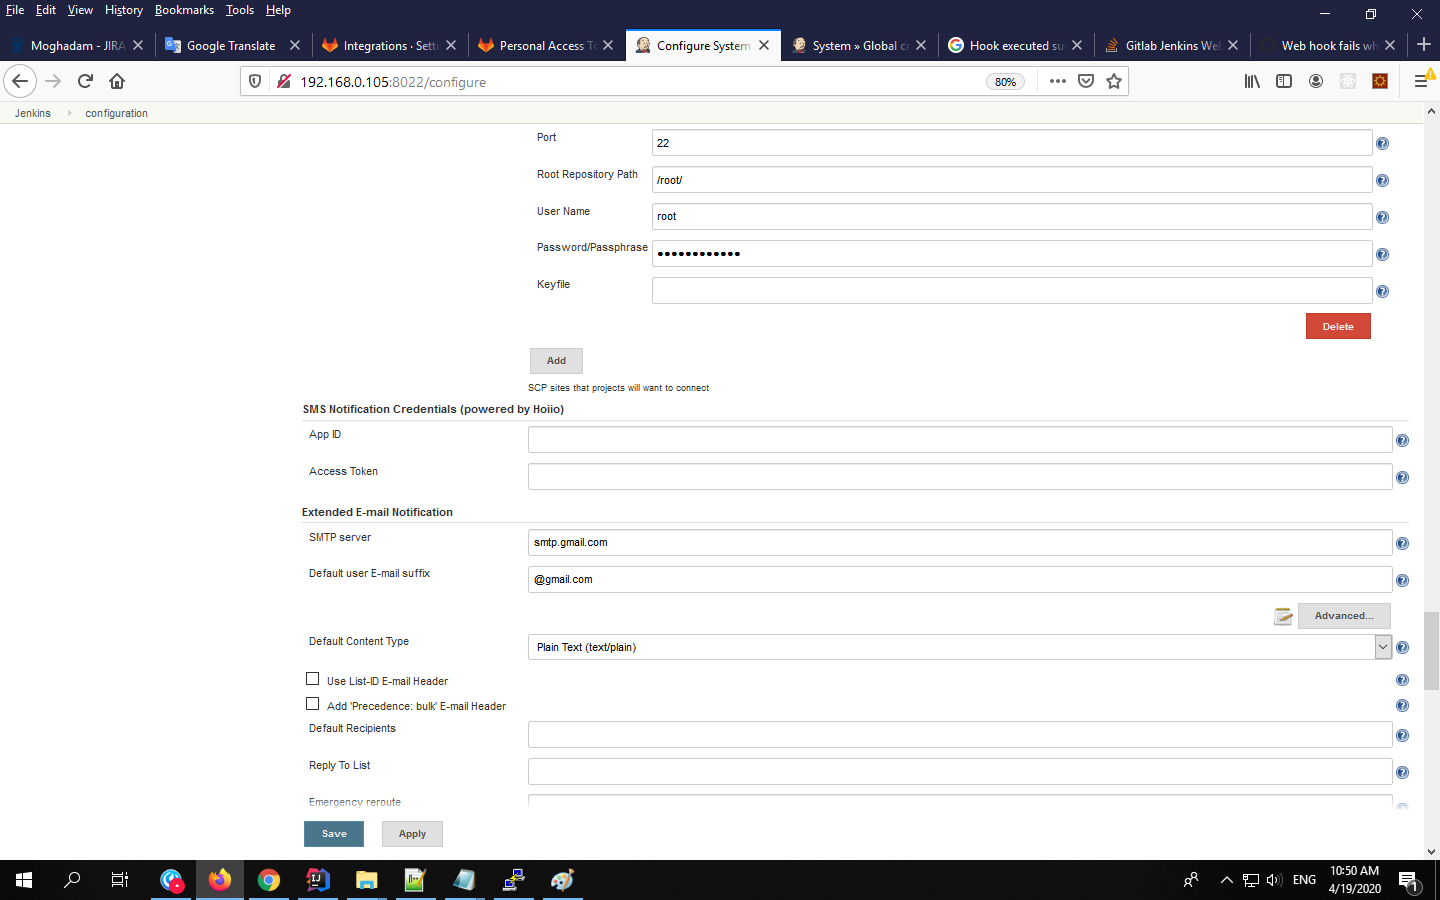 File Edit View History Bookmarks Tools Help
Moghadam - JIRA
Google Translate
Integrations · Setti
Personal Access To
Configure System
System » Global cr
Hook executed su
Gitlab Jenkins We
Web hook fails wh
192.168.0.105:8022/configure
80%
Jenkins configuration
Port
22
Root Repository Path
/root/
User Name
root
Password/Passphrase
••••••••••••
Keyfile
Delete
Add
SCP sites that projects will want to connect
SMS Notification Credentials (powered by Hoiio)
App ID
Access Token
Extended E-mail Notification
SMTP server
smtp.gmail.com
Default user E-mail suffix
@gmail.com
Advanced...
Default Content Type
Plain Text (text/plain)
Use List-ID E-mail Header
Add 'Precedence: bulk' E-mail Header
Default Recipients
Reply To List
Emergency reroute
Save
Apply
ENG
10:50 AM
4/19/2020
1